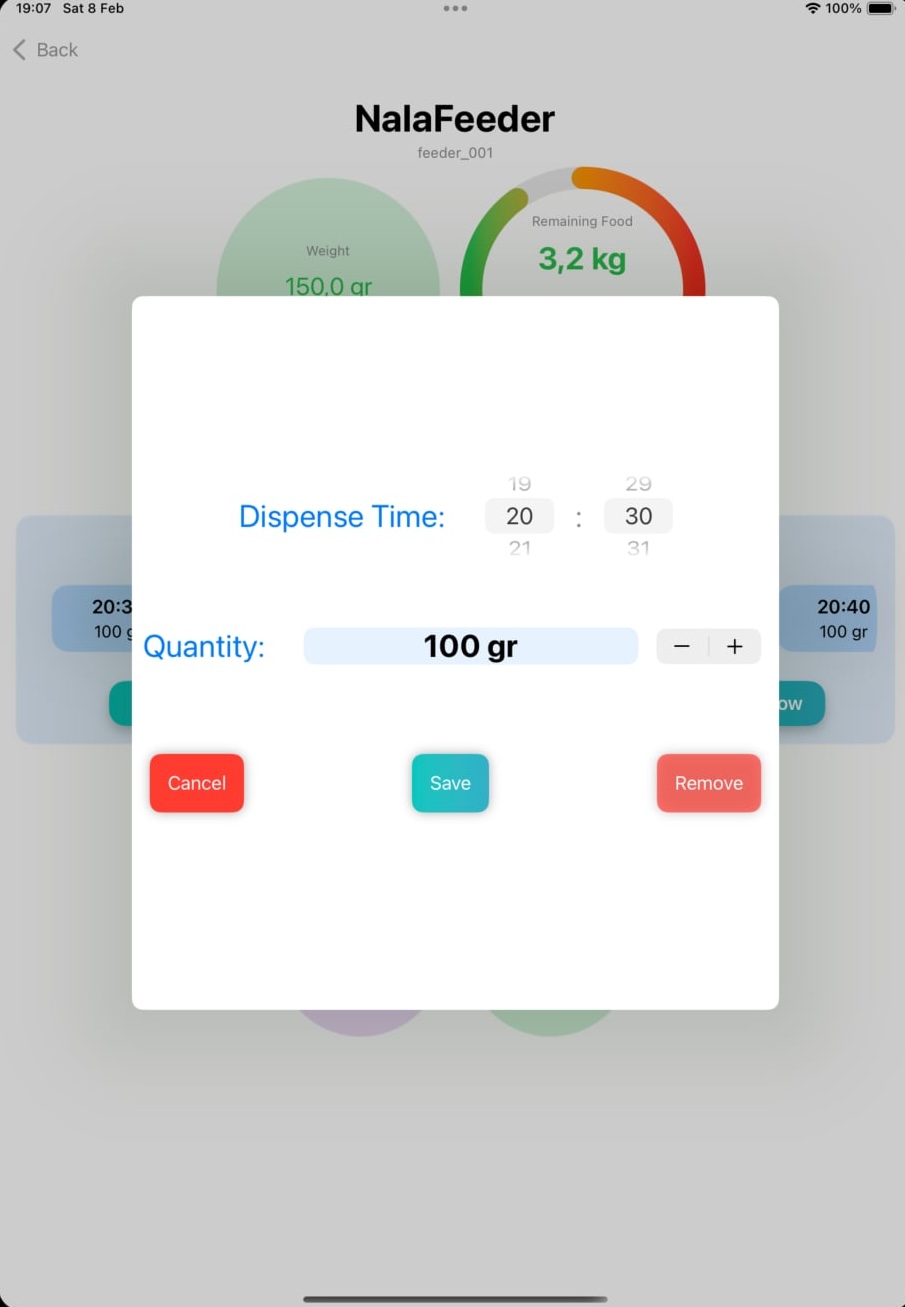 19:07 Sat 8 Feb
100%
Back
NalaFeeder
feeder_001
Weight
150,0 gr
Remaining Food
3,2 kg
19 29
Dispense Time: 20 : 30
21 31
20:3
100 g
20:40
100 gr
Quantity: 100 gr − +
ow
Cancel Save Remove